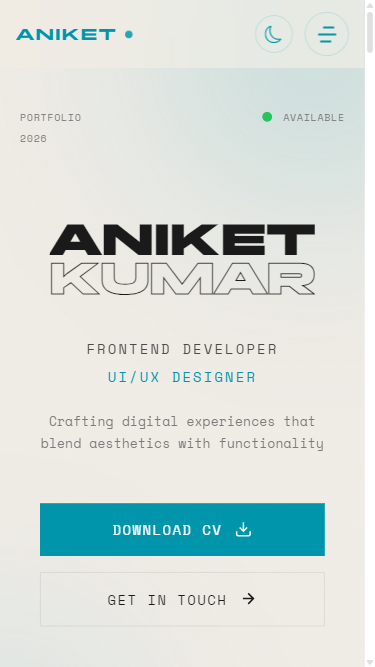 ANIKET
PORTFOLIO
2026
AVAILABLE
ANIKET
KUMAR
FRONTEND DEVELOPER
UI/UX DESIGNER
Crafting digital experiences that
blend aesthetics with functionality
DOWNLOAD CV
GET IN TOUCH